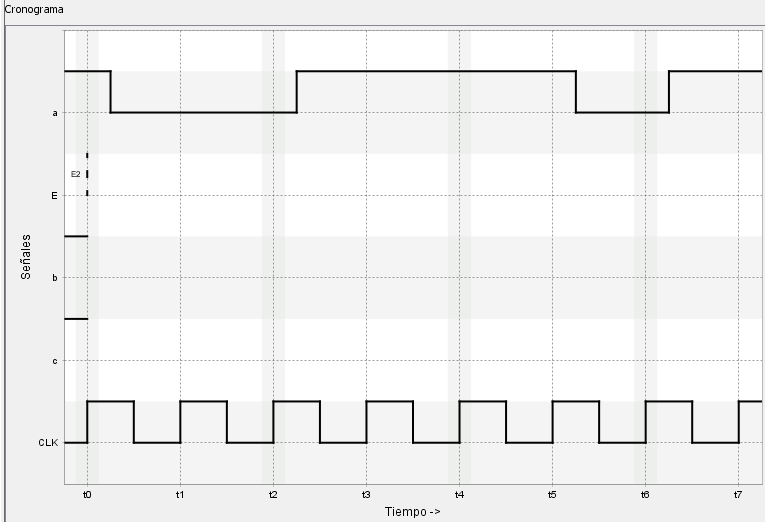 Cronograma
a
E2
E
Señales
b
c
CLK
t0 t1 t2 t3 t4 t5 t6 t7
Tiempo ->